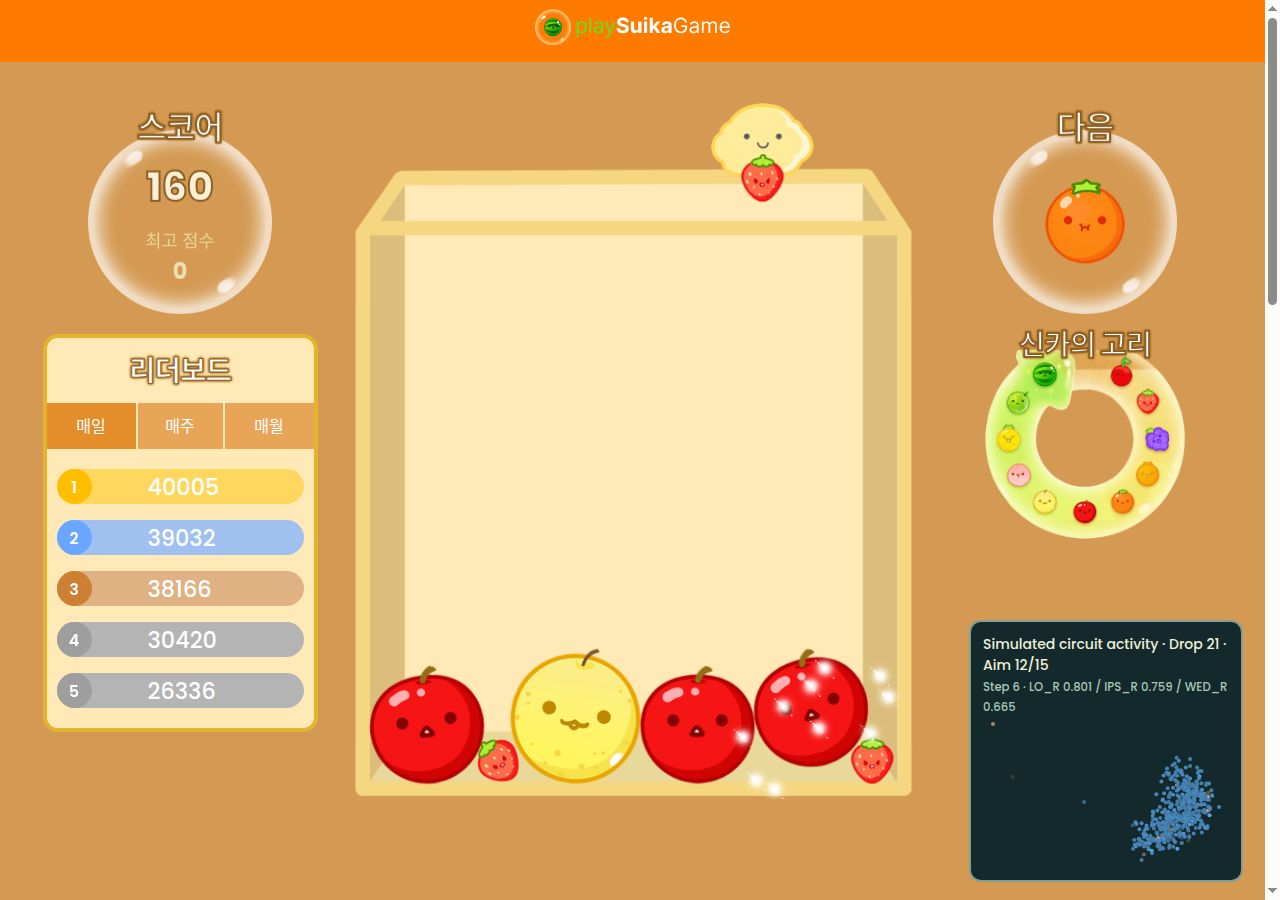 playSuikaGame
스코어
160
최고 점수
0
다음
리더보드
매일 매주 매월
1 40005
2 39032
3 38166
4 30420
5 26336
신카의 고리
Simulated circuit activity · Drop 21 ·
Aim 12/15
Step 6 · LO_R 0.801 / IPS_R 0.759 / WED_R
0.665